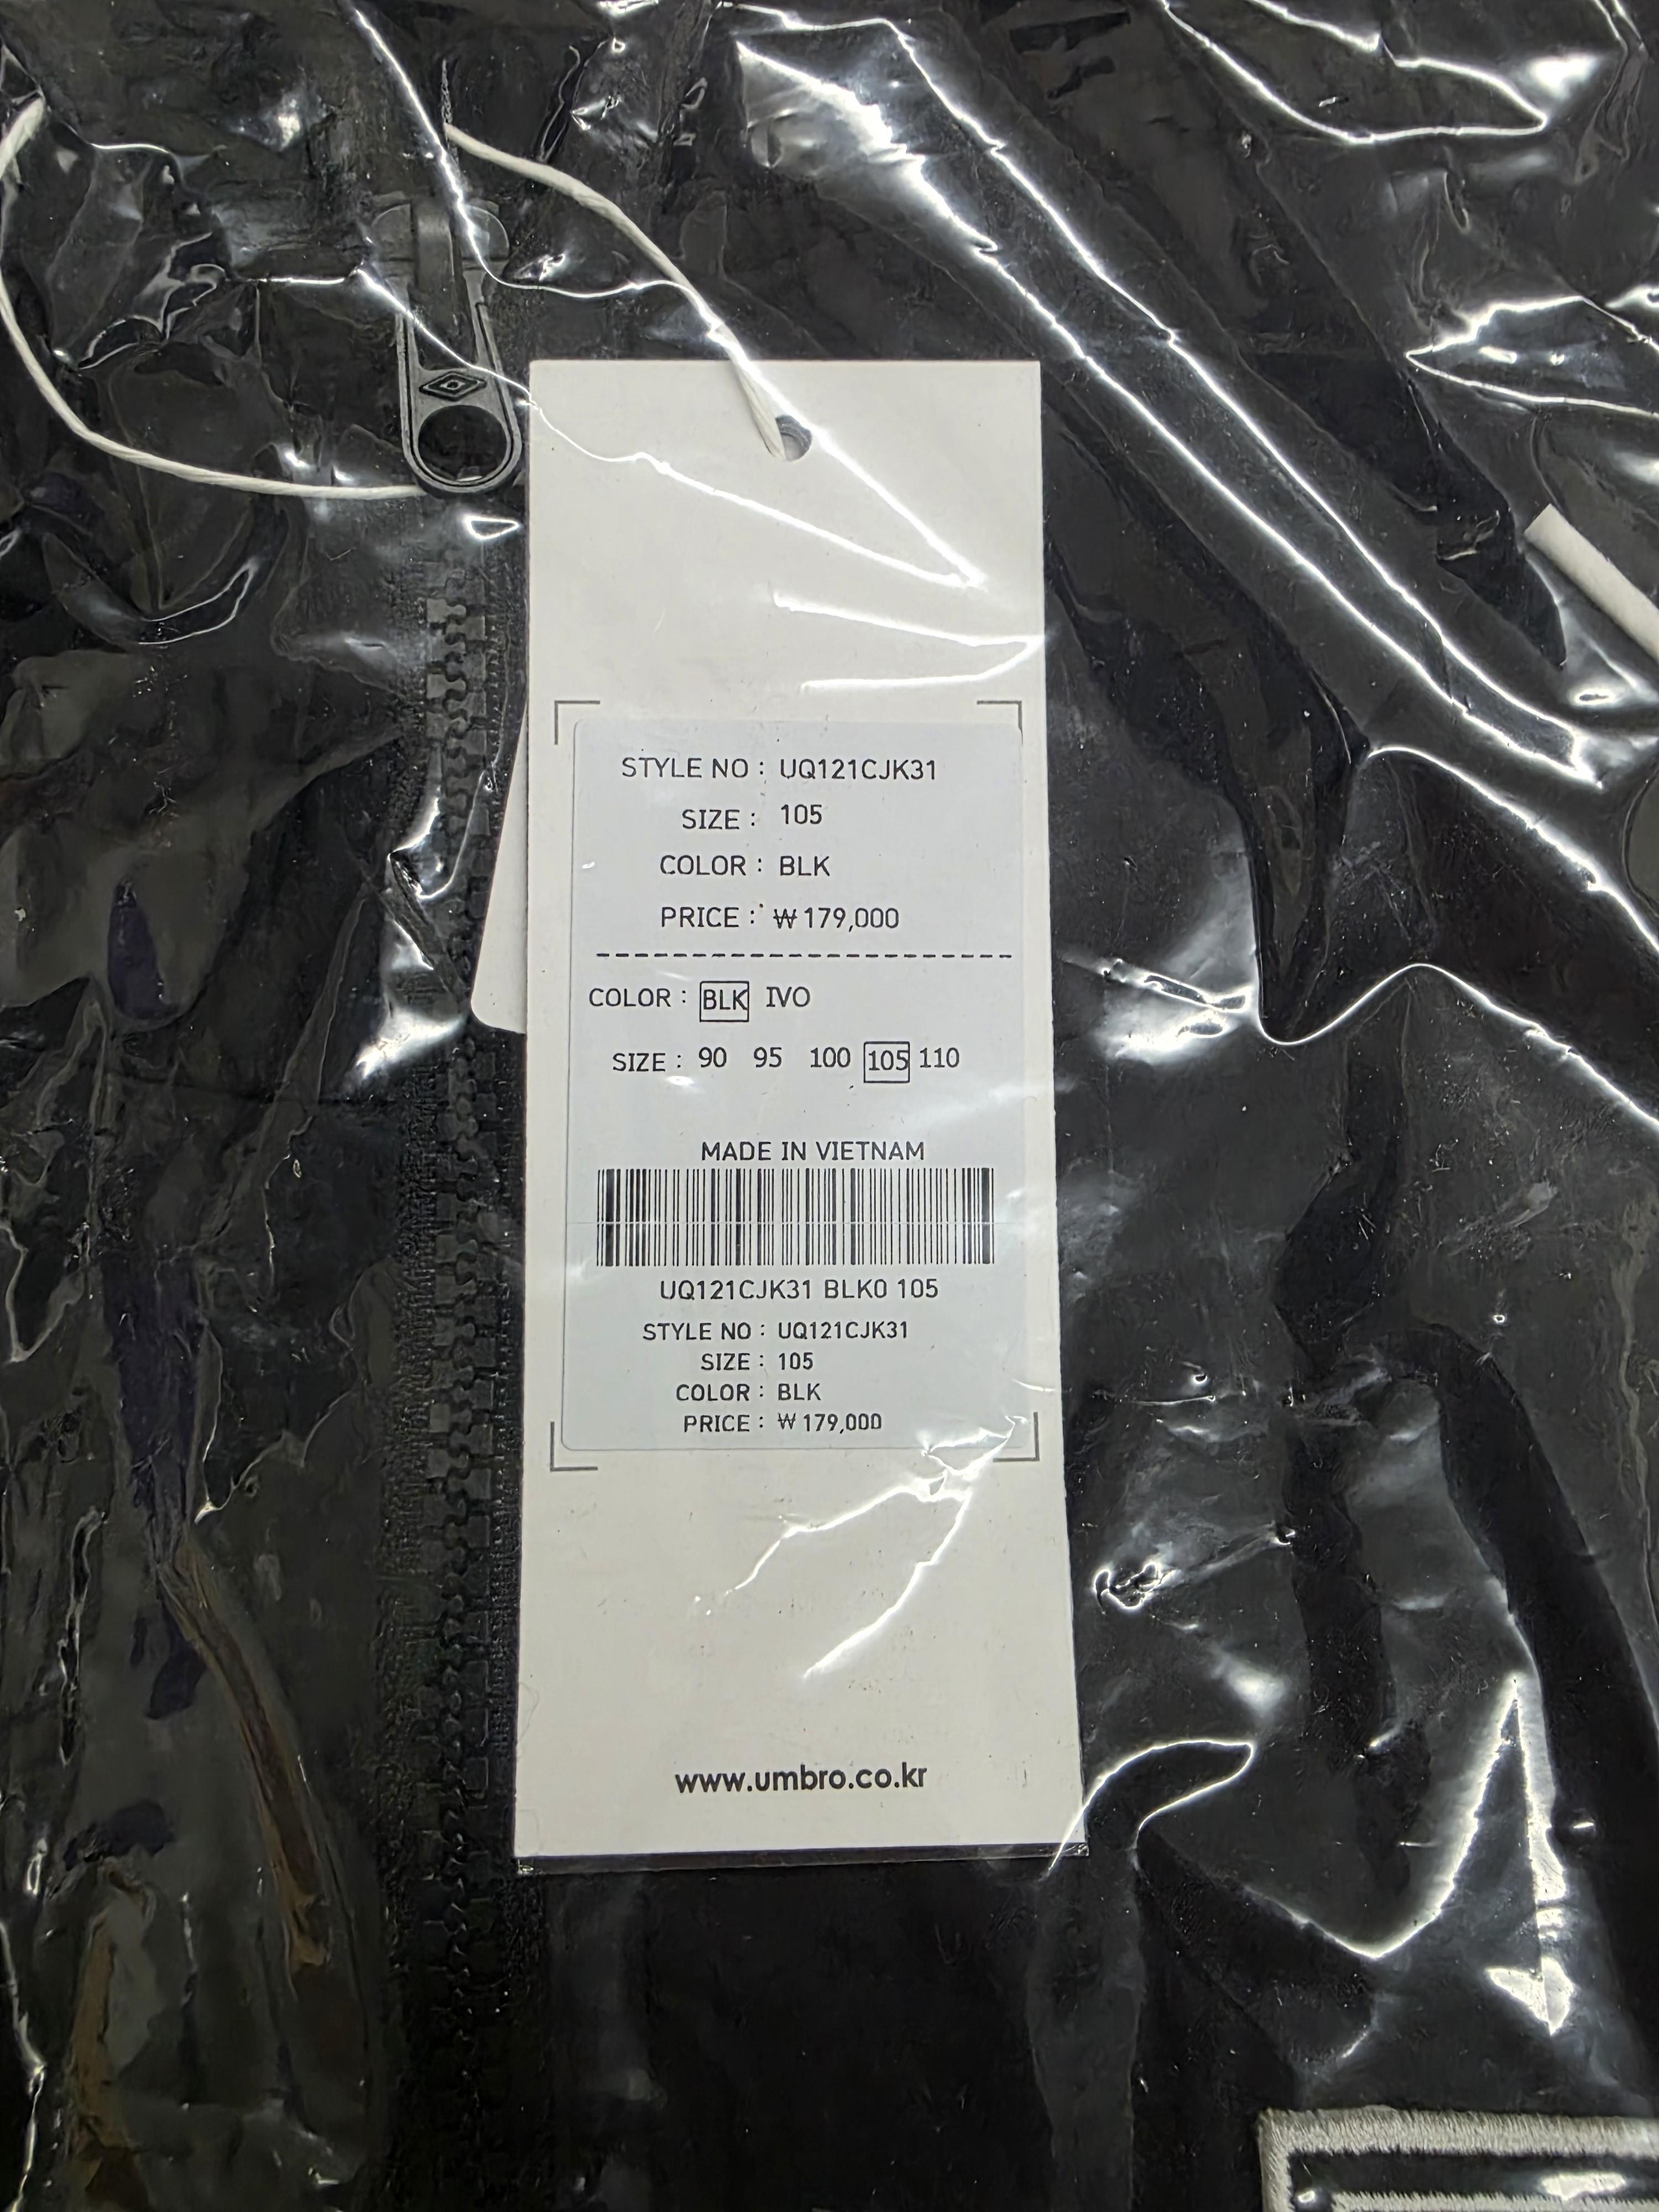 STYLE NO : UQ121CJK31
SIZE : 105
COLOR : BLK
PRICE : ₩ 179,000
COLOR : BLK IVO
SIZE : 90 95 100 105 110
MADE IN VIETNAM
UQ121CJK31 BLK0 105
STYLE NO : UQ121CJK31
SIZE : 105
COLOR : BLK
PRICE : ₩ 179,000
www.umbro.co.kr